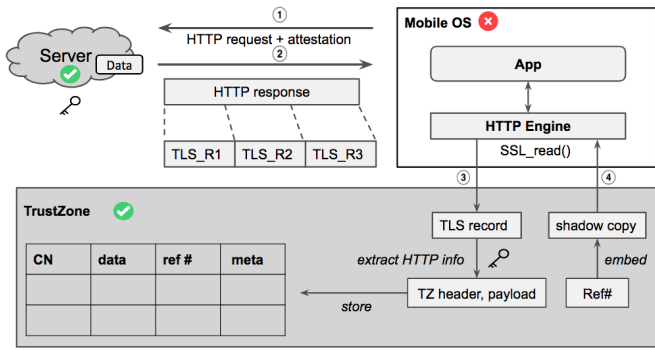 ①
HTTP request + attestation
②
Server
Data
HTTP response
TLS_R1 TLS_R2 TLS_R3
Mobile OS
App
HTTP Engine
SSL_read()
③
④
TrustZone
TLS record
shadow copy
extract HTTP info
embed
TZ header, payload
Ref#
store
CN data ref # meta